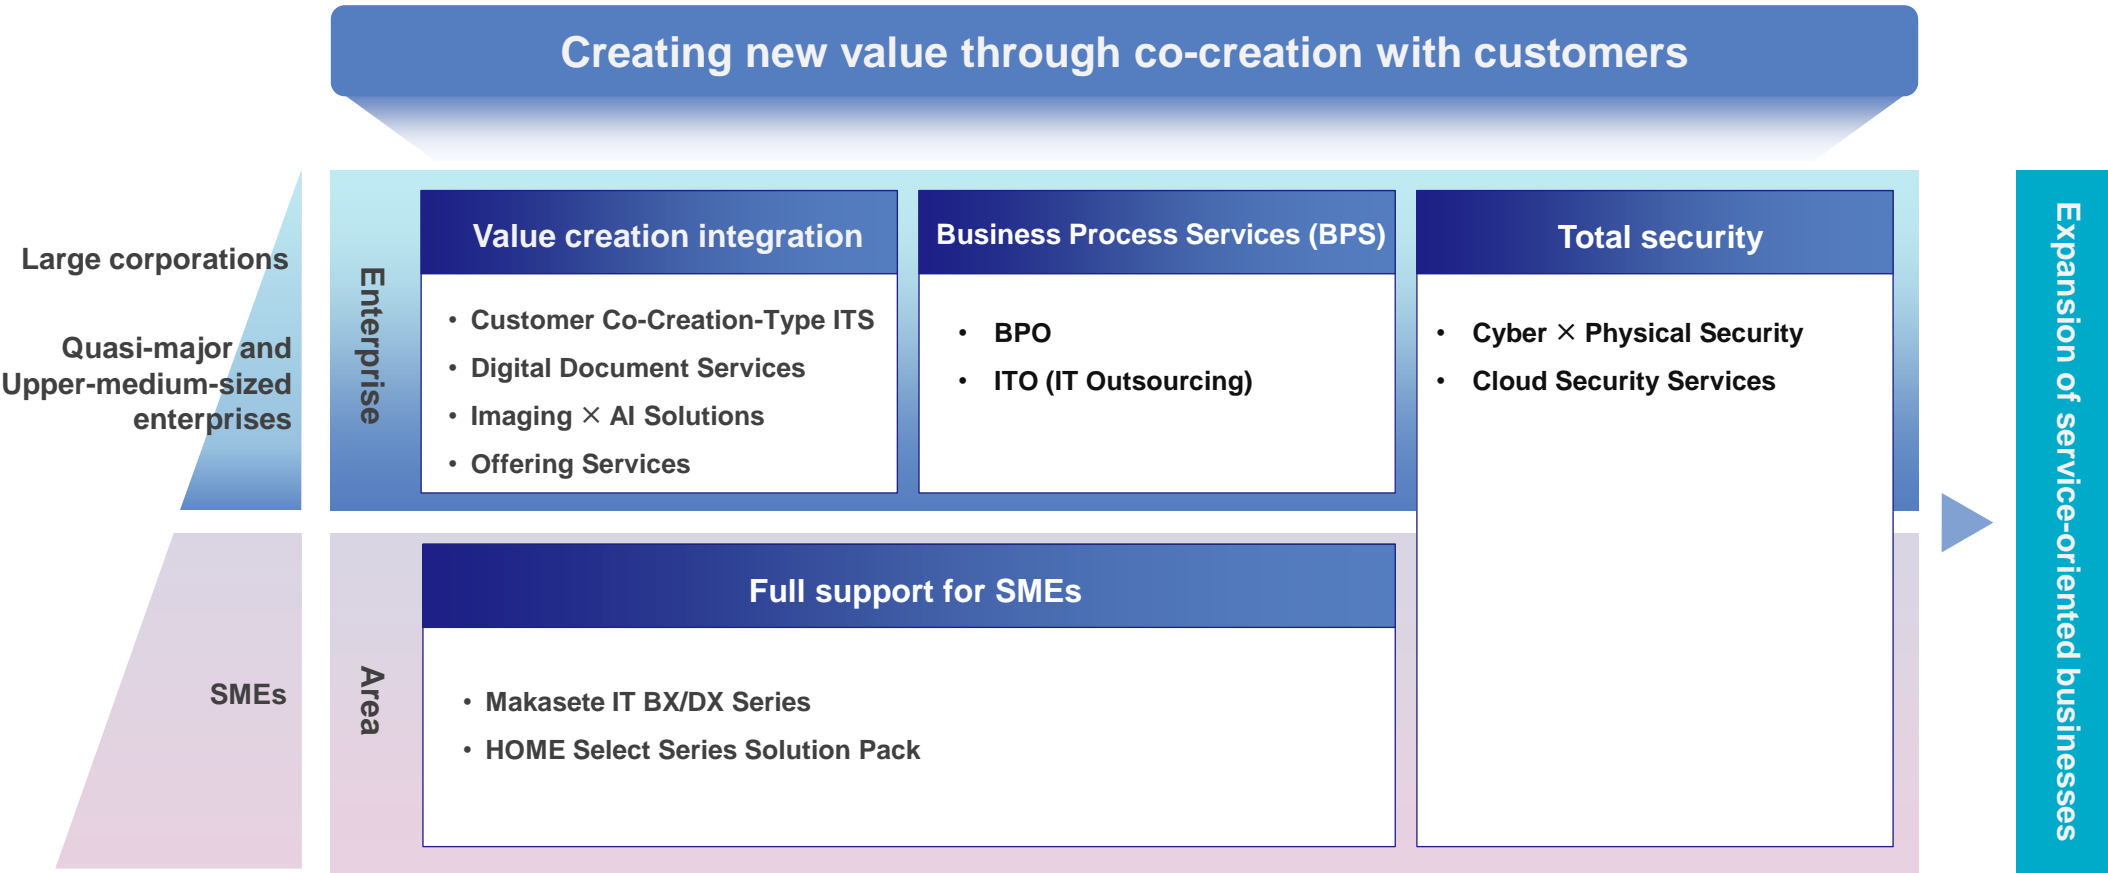 Creating new value through co-creation with customers
Large corporations
Quasi-major and
Upper-medium-sized
enterprises
Enterprise
Value creation integration
• Customer Co-Creation-Type ITS
• Digital Document Services
• Imaging × AI Solutions
• Offering Services
Business Process Services (BPS)
• BPO
• ITO (IT Outsourcing)
Total security
• Cyber × Physical Security
• Cloud Security Services
SMEs
Area
Full support for SMEs
• Makasete IT BX/DX Series
• HOME Select Series Solution Pack
Expansion of service-oriented businesses